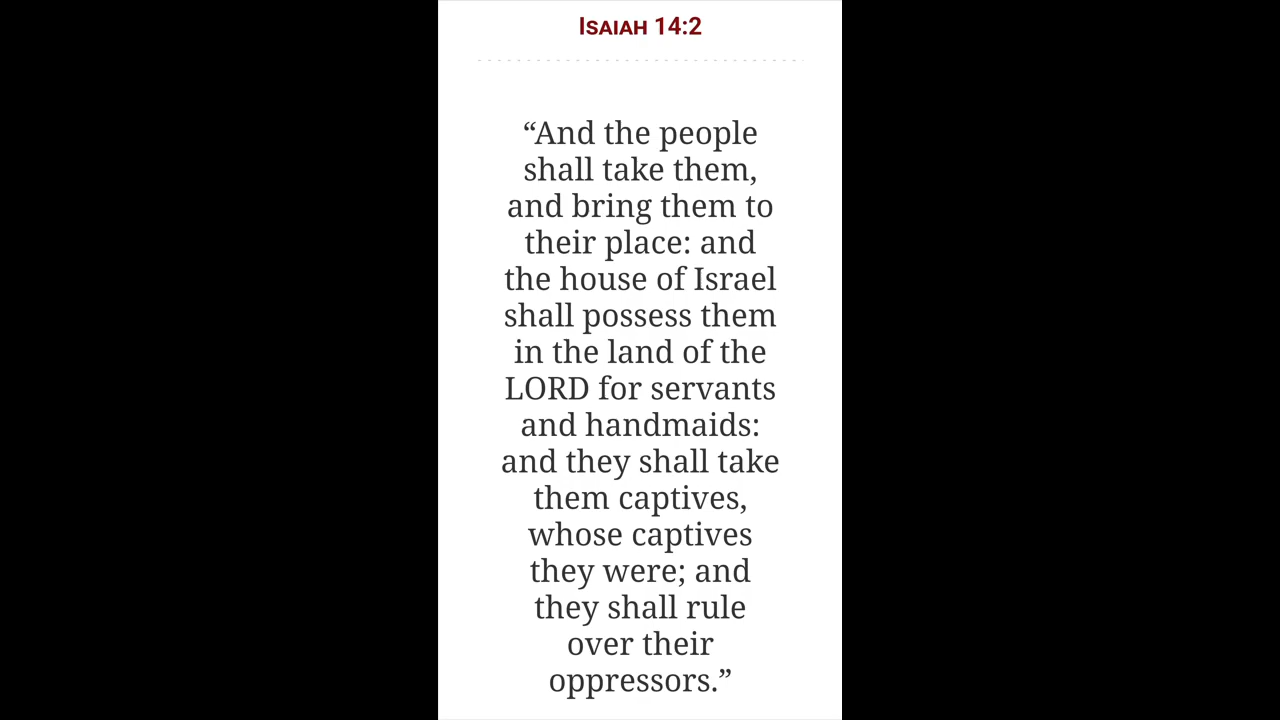 Isaiah 14:2
“And the people
shall take them,
and bring them to
their place: and
the house of Israel
shall possess them
in the land of the
LORD for servants
and handmaids:
and they shall take
them captives,
whose captives
they were; and
they shall rule
over their
oppressors.”